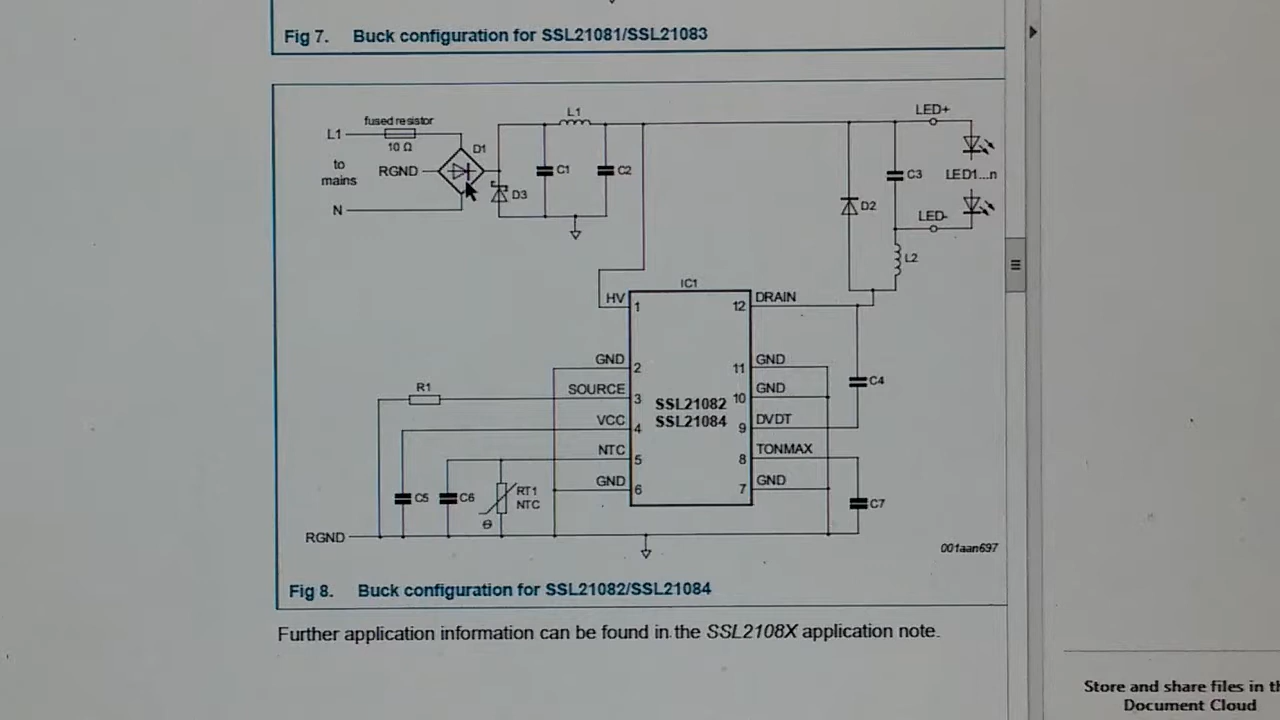 Fig 7. Buck configuration for SSL21081/SSL21083
LED+
L1
fused resistor
L1
10 Ω
D1
to
mains
RGND
C1
C2
C3
LED1...n
D3
D2
LED-
N
L2
IC1
HV
1
12
DRAIN
GND
2
11
GND
C4
R1
SOURCE
3
SSL21082
10
GND
VCC
4
SSL21084
9
DVDT
NTC
5
8
TONMAX
GND
6
7
GND
C5
C6
RT1
NTC
θ
C7
RGND
001aan697
Fig 8. Buck configuration for SSL21082/SSL21084
Further application information can be found in the SSL2108X application note.
Store and share files in th
Document Cloud